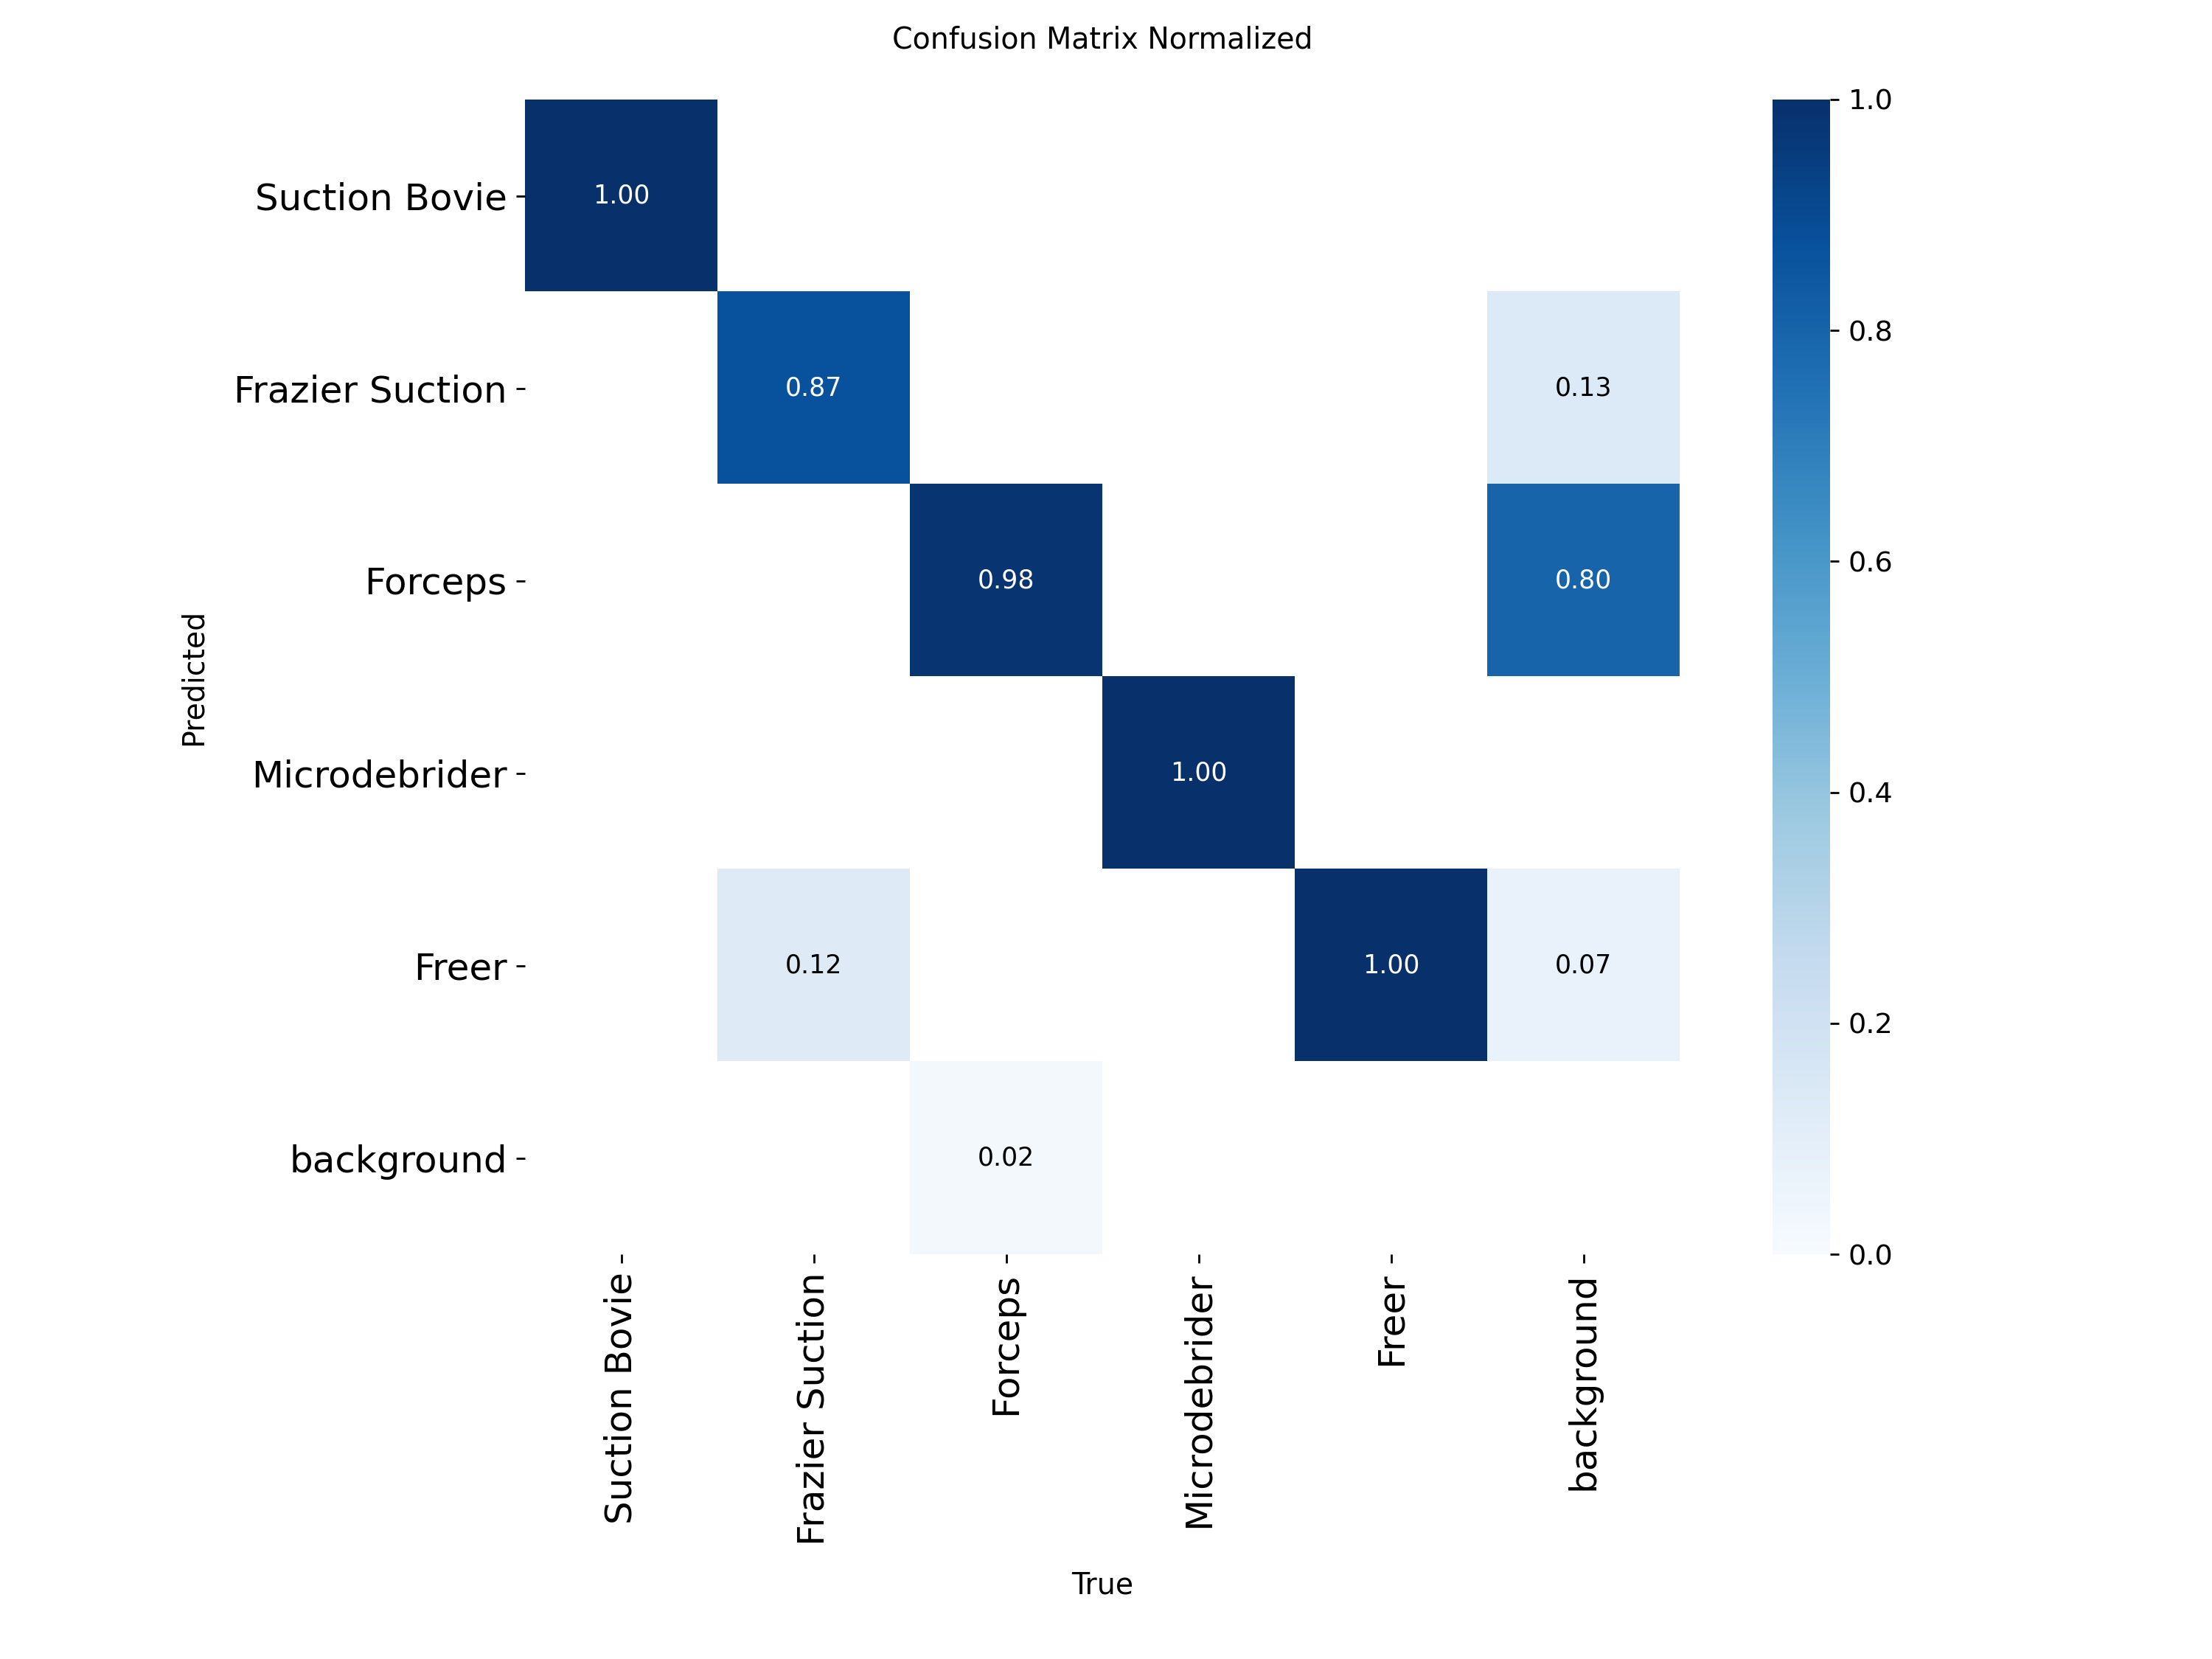 Confusion Matrix Normalized
Suction Bovie
Frazier Suction
Forceps
Microdebrider
Freer
background
Predicted
1.00
0.87
0.13
0.98
0.80
1.00
0.12
1.00
0.07
0.02
Suction Bovie
Frazier Suction
Forceps
Microdebrider
Freer
background
True
1.0
0.8
0.6
0.4
0.2
0.0